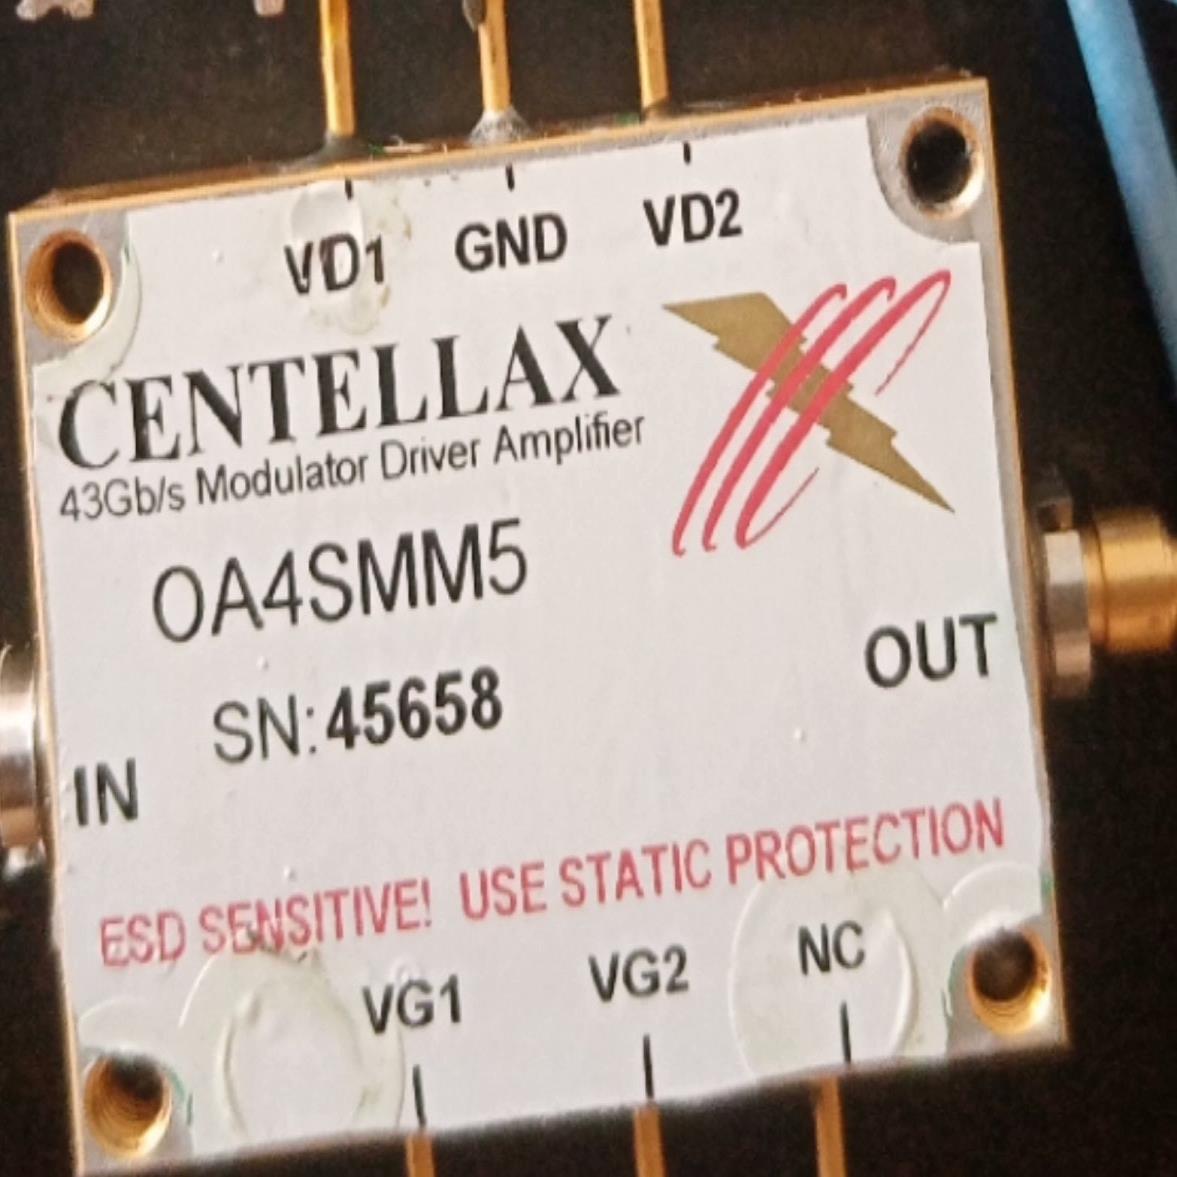 VD1 GND VD2
CENTELLAX
43Gb/s Modulator Driver Amplifier
OA4SMM5
OUT
SN:45658
IN
ESD SENSITIVE! USE STATIC PROTECTION
VG1 VG2 NC